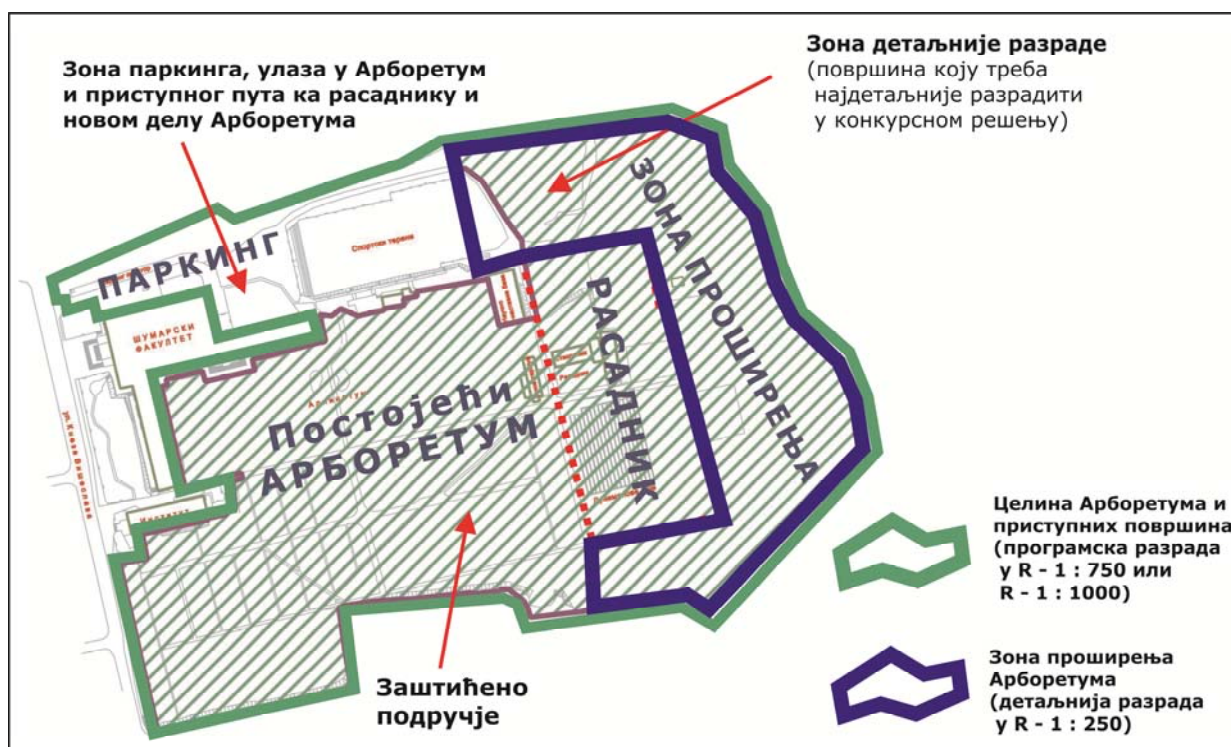 Зона паркинга, улаза у Арборетум
и приступног пута ка расаднику и
новом делу Арборетума
Зона детаљније разраде
(површина коју треба
најдетаљније разрадити
у конкурсном решењу)
ПАРКИНГ
Спортски терени
ЗОНА ПРОШИРЕЊА
РАСАДНИК
ШУМАРСКИ
ФАКУЛТЕТ
Постојећи
АРБОРЕТУМ
ул. Кнеза Вишеслава
Институт
Заштићено
подручје
Целина Арборетума и
приступних површина
(програмска разрада
у R - 1 : 750 или
R - 1 : 1000)
Зона проширења
Арборетума
(детаљнија разрада
у R - 1 : 250)